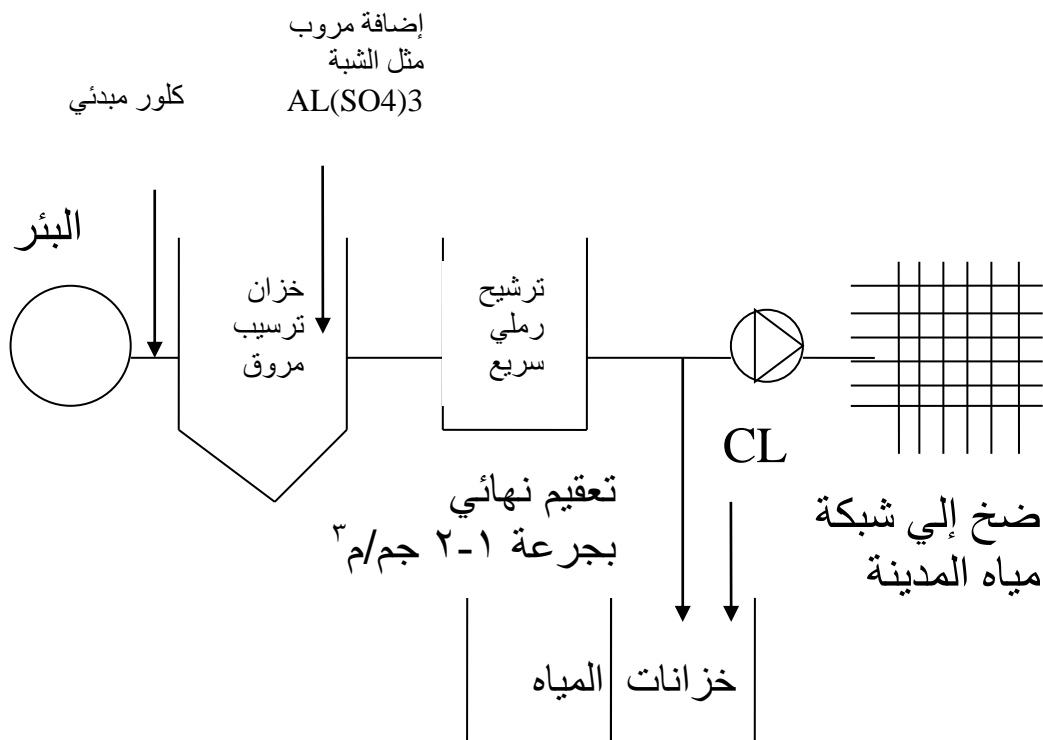 إضافة مروب
مثل الشبة
AL(SO4)3
كلور مبدئي
البئر
خزان
ترسيب
مروق
ترشيح
رملي
سريع
CL
تعقيم نهائي
بجرعة ١-٢ جم/م³
ضخ إلي شبكة
مياه المدينة
خزانات المياه